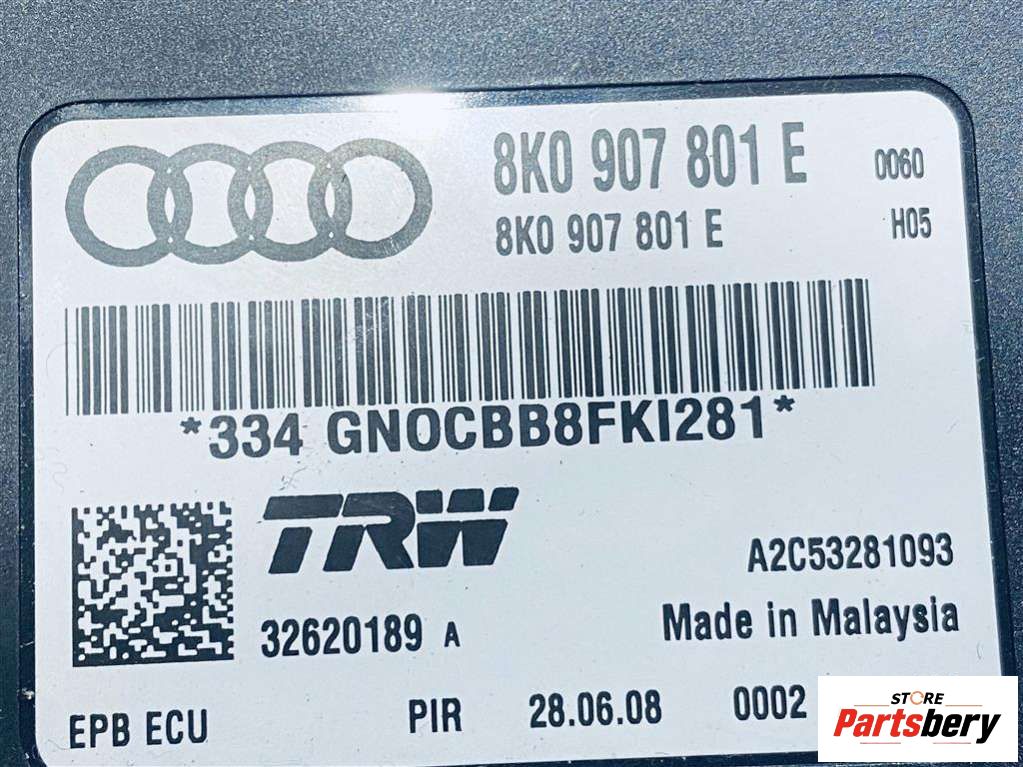 8K0 907 801 E 0060
8K0 907 801 E H05
*334 GNOCBB8FKI281*
TRW
A2C53281093
32620189 A Made in Malaysia
EPB ECU PIR 28.06.08 0002
STORE
Partsbery